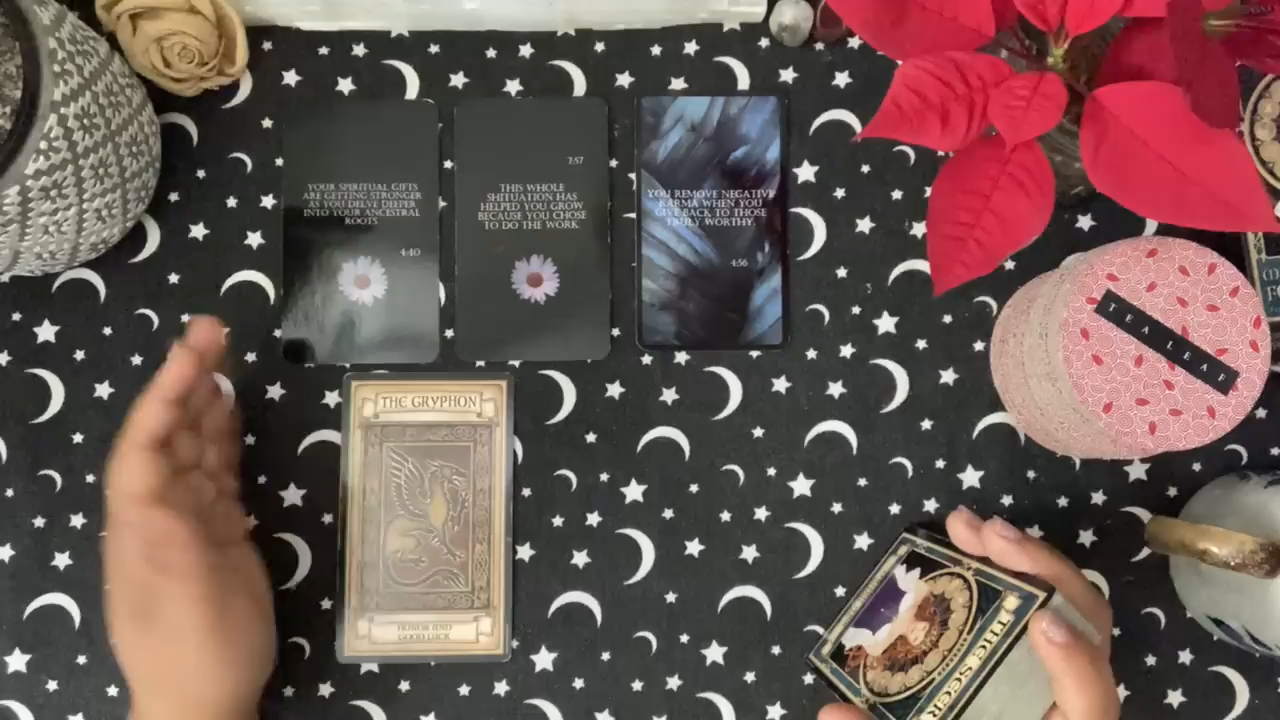 YOUR SPIRITUAL GIFTS
ARE GETTING STRONGER
AS YOU DELVE DEEPER
INTO YOUR ANCESTRAL
ROOTS.
4:40
7:57
THIS WHOLE
SHITUATION HAS
HELPED YOU GROW
BECAUSE YOU CHOSE
TO DO THE WORK.
YOU REMOVE NEGATIVE
KARMA WHEN YOU
GIVE BACK TO THOSE
TRULY WORTHY.
4:56
THE GRYPHON
HONOR AND
GOOD LUCK
TEA LEAF
THE SEER